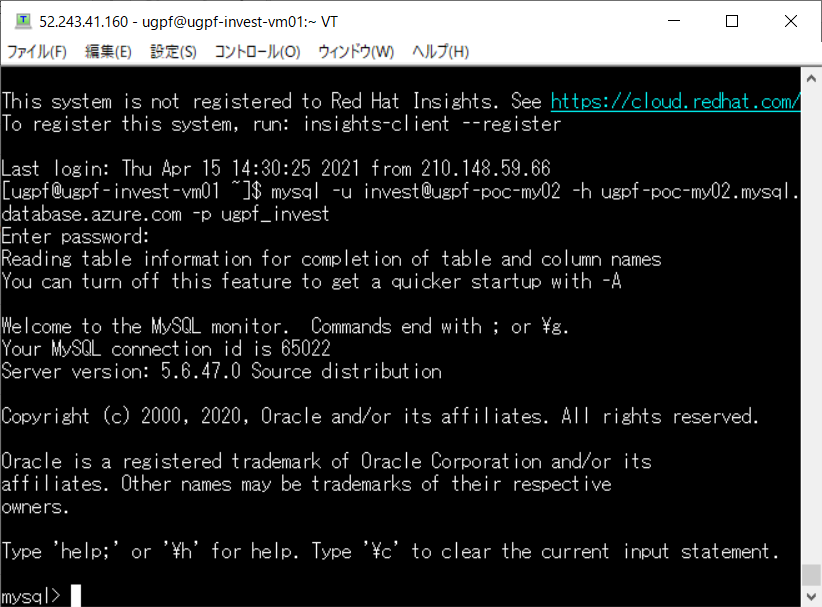 52.243.41.160 - ugpf@ugpf-invest-vm01:~ VT
ファイル(F) 編集(E) 設定(S) コントロール(O) ウィンドウ(W) ヘルプ(H)
This system is not registered to Red Hat Insights. See https://cloud.redhat.com/
To register this system, run: insights-client --register
Last login: Thu Apr 15 14:30:25 2021 from 210.148.59.66
[ugpf@ugpf-invest-vm01 ~]$ mysql -u invest@ugpf-poc-my02 -h ugpf-poc-my02.mysql.
database.azure.com -p ugpf_invest
Enter password:
Reading table information for completion of table and column names
You can turn off this feature to get a quicker startup with -A
Welcome to the MySQL monitor.  Commands end with ; or ¥g.
Your MySQL connection id is 65022
Server version: 5.6.47.0 Source distribution
Copyright (c) 2000, 2020, Oracle and/or its affiliates. All rights reserved.
Oracle is a registered trademark of Oracle Corporation and/or its
affiliates. Other names may be trademarks of their respective
owners.
Type 'help;' or '¥h' for help. Type '¥c' to clear the current input statement.
mysql>